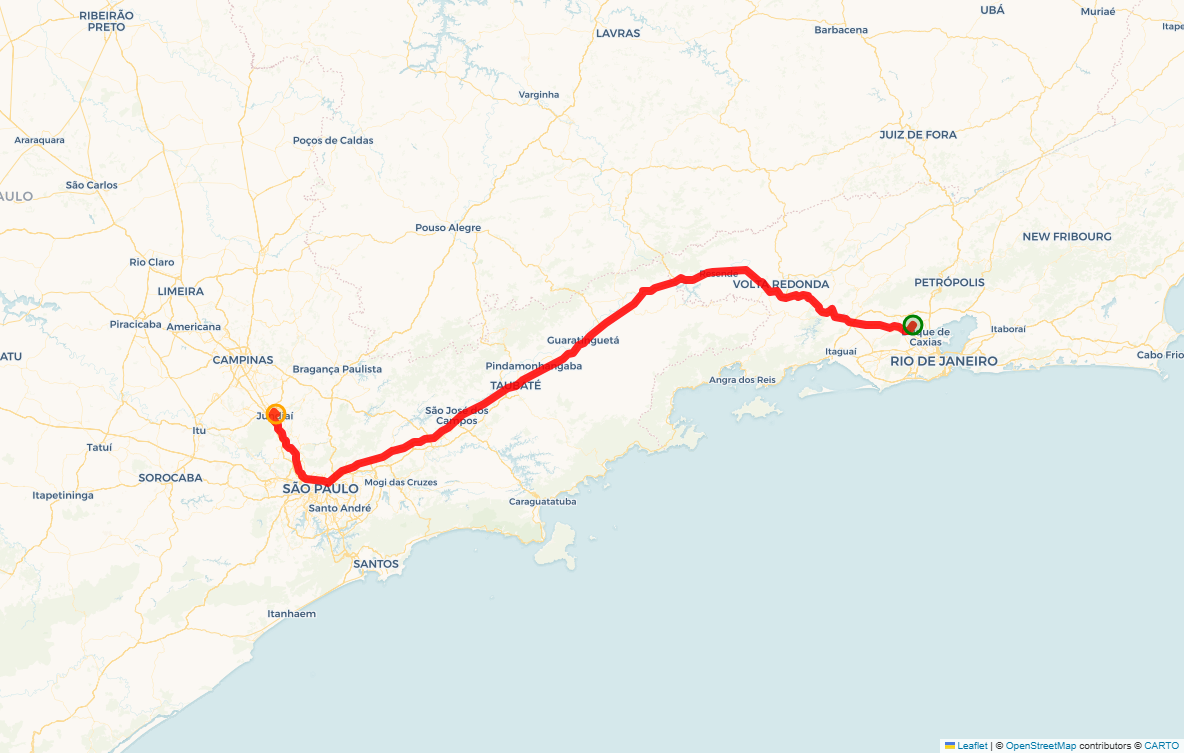 RIBEIRÃO
PRETO
UBÁ
Muriaé
LAVRAS
Barbacena
Varginha
JUIZ DE FORA
Araraquara
Poços de Caldas
São Carlos
AULO
Pouso Alegre
NEW FRIBOURG
Rio Claro
Resende
VOLTA REDONDA
PETRÓPOLIS
LIMEIRA
Piracicaba
Americana
Itaboraí
que de
Caxias
Guaratinguetá
Itaguaí
ATU
CAMPINAS
RIO DE JANEIRO
Cabo Frio
Bragança Paulista
Pindamonhangaba
TAUBATÉ
Angra dos Reis
São José dos
Campos
Jundiaí
Itu
Tatuí
SOROCABA
Mogi das Cruzes
SÃO PAULO
Itapetininga
Caraguatatuba
Santo André
SANTOS
Itanhaem
Leaflet | © OpenStreetMap contributors © CARTO